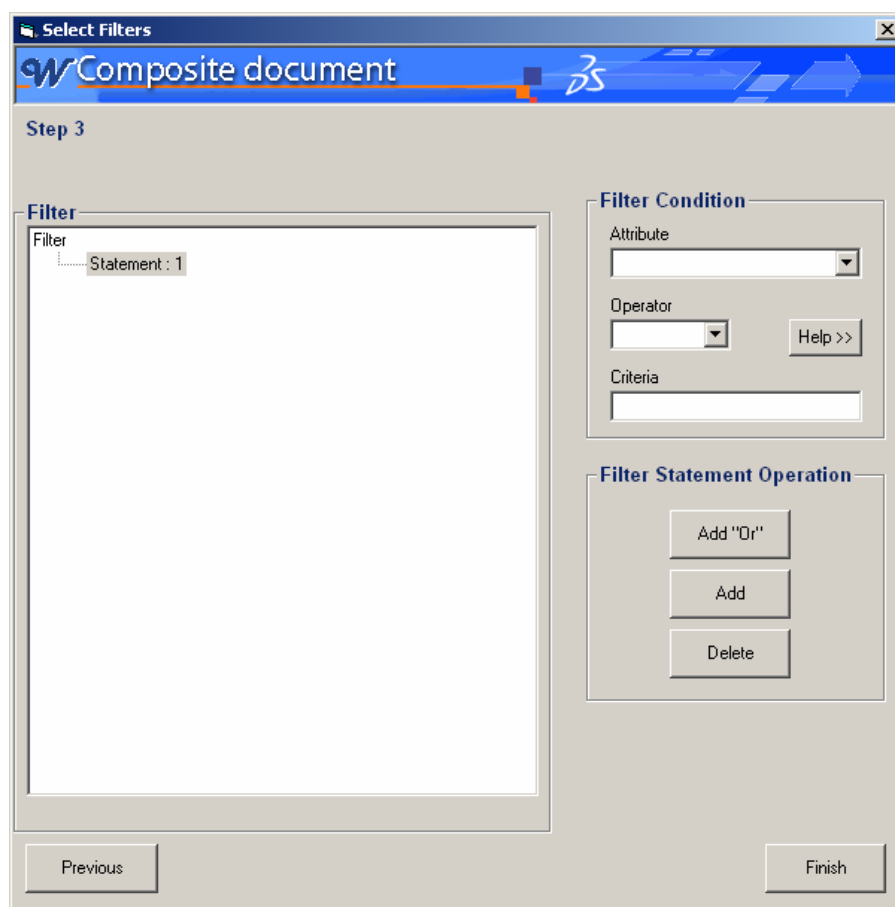 Select Filters
W Composite document
Step 3
Filter
Filter
Statement : 1
Filter Condition
Attribute
Operator
Help >>
Criteria
Filter Statement Operation
Add "Or"
Add
Delete
Previous
Finish